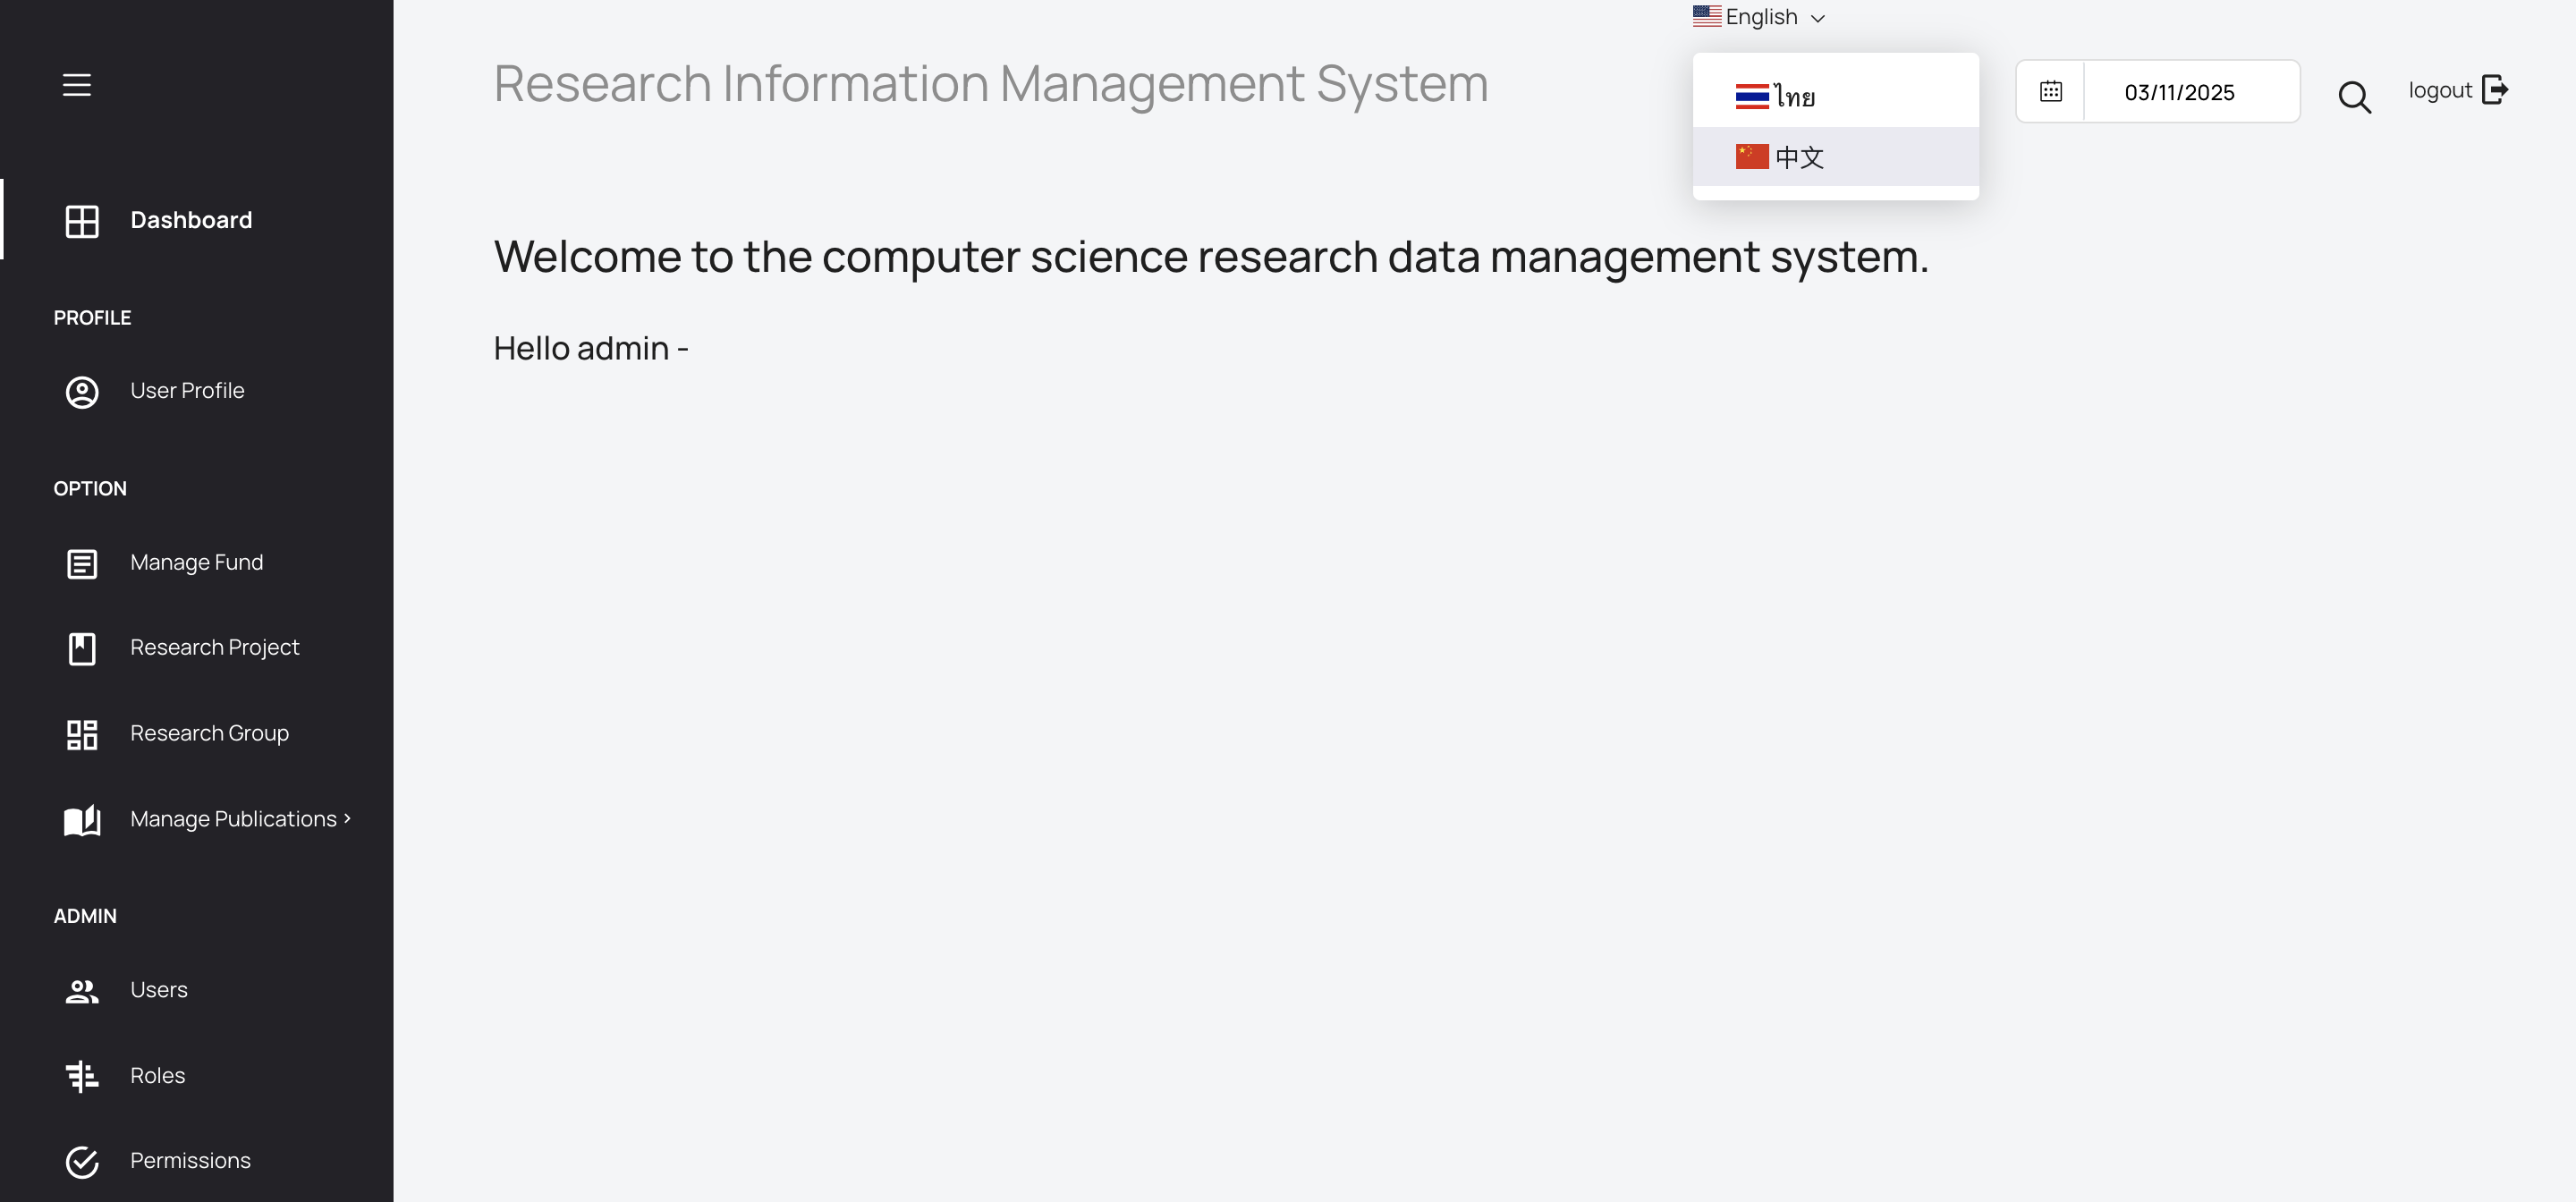 English
Research Information Management System
ไทย
中文
03/11/2025
logout
Dashboard
Welcome to the computer science research data management system.
PROFILE
Hello admin -
User Profile
OPTION
Manage Fund
Research Project
Research Group
Manage Publications
ADMIN
Users
Roles
Permissions